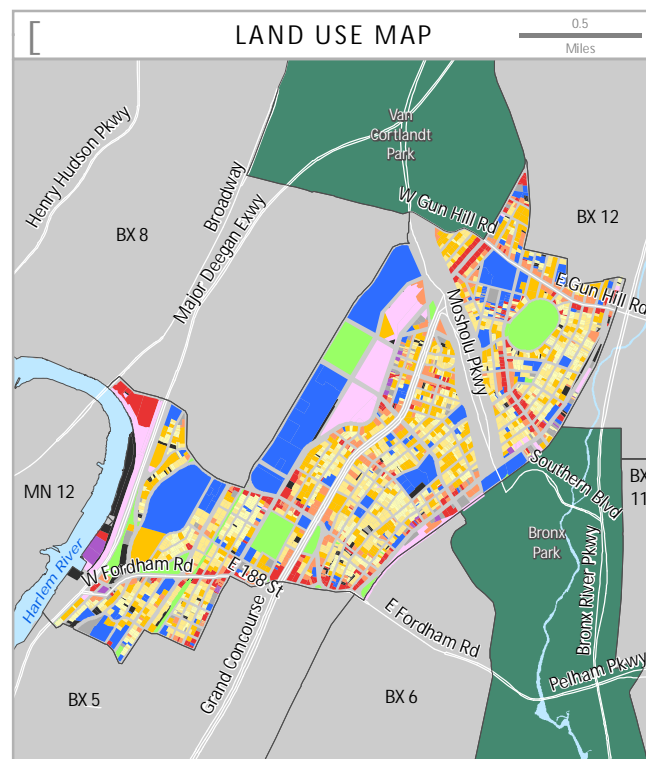 [
LAND USE MAP
0.5
Miles
Van
Cortlandt
Park
Henry Hudson Pkwy
Broadway
W Gun Hill Rd
BX 12
BX 8
Major Deegan Exwy
E Gun Hill Rd
Mosholu Pkwy
Southern Blvd
BX
11
MN 12
Bronx
Park
Harlem River
W Fordham Rd
E 188 St
Bronx River Pkwy
Grand Concourse
E Fordham Rd
Pelham Pkwy
BX 5
BX 6